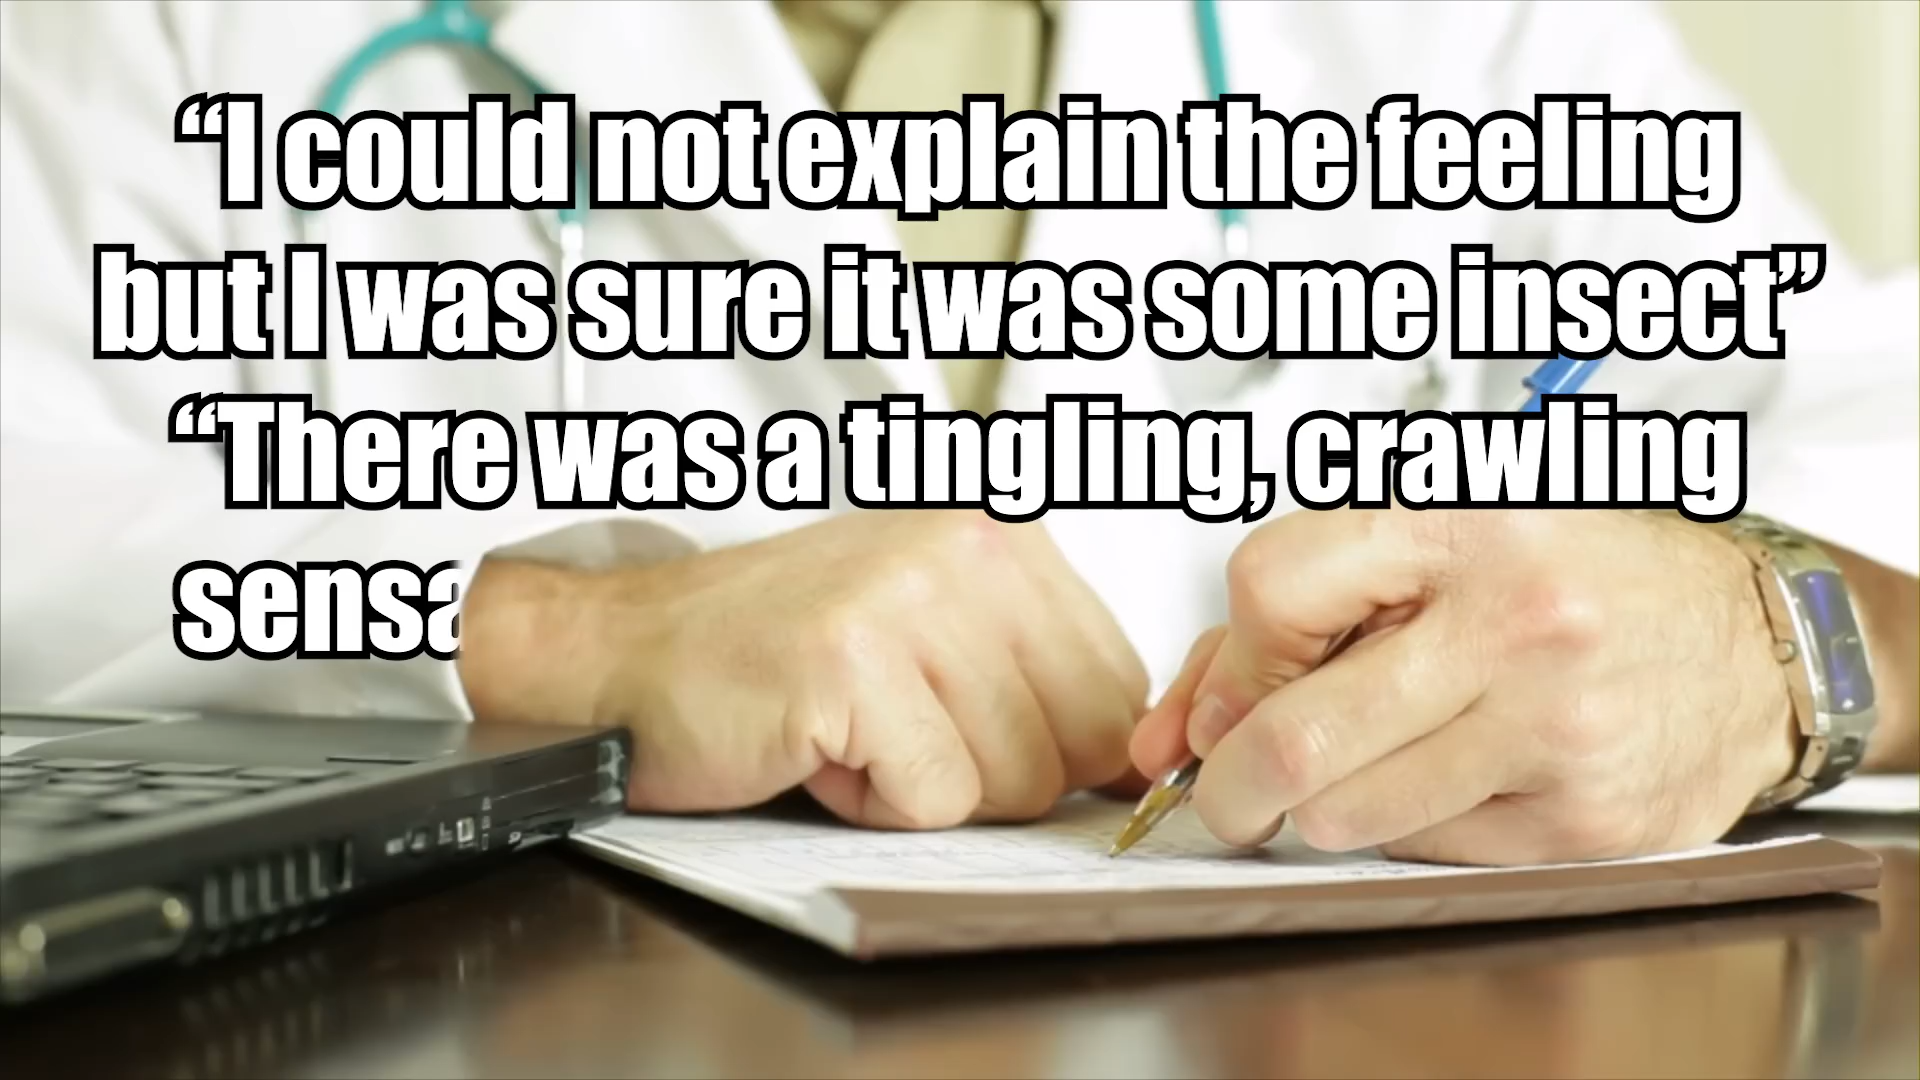 “I could not explain the feeling
but I was sure it was some insect”
“There was a tingling, crawling